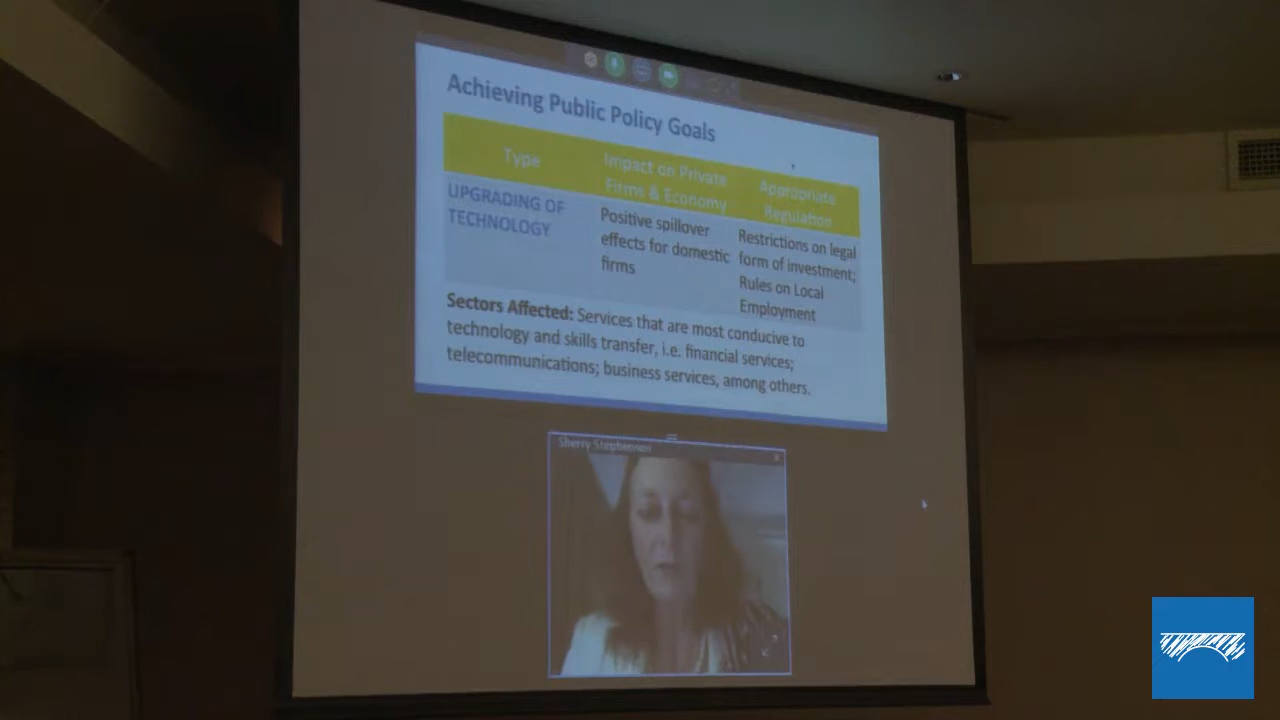 Achieving Public Policy Goals
Type
Impact on Private
Firms & Economy
Appropriate
Regulation
UPGRADING OF
TECHNOLOGY
Positive spillover
effects for domestic
firms
Restrictions on legal
form of investment;
Rules on Local
Employment
Sectors Affected: Services that are most conducive to
technology and skills transfer, i.e. financial services;
telecommunications; business services, among others.
Sherry Stephenson